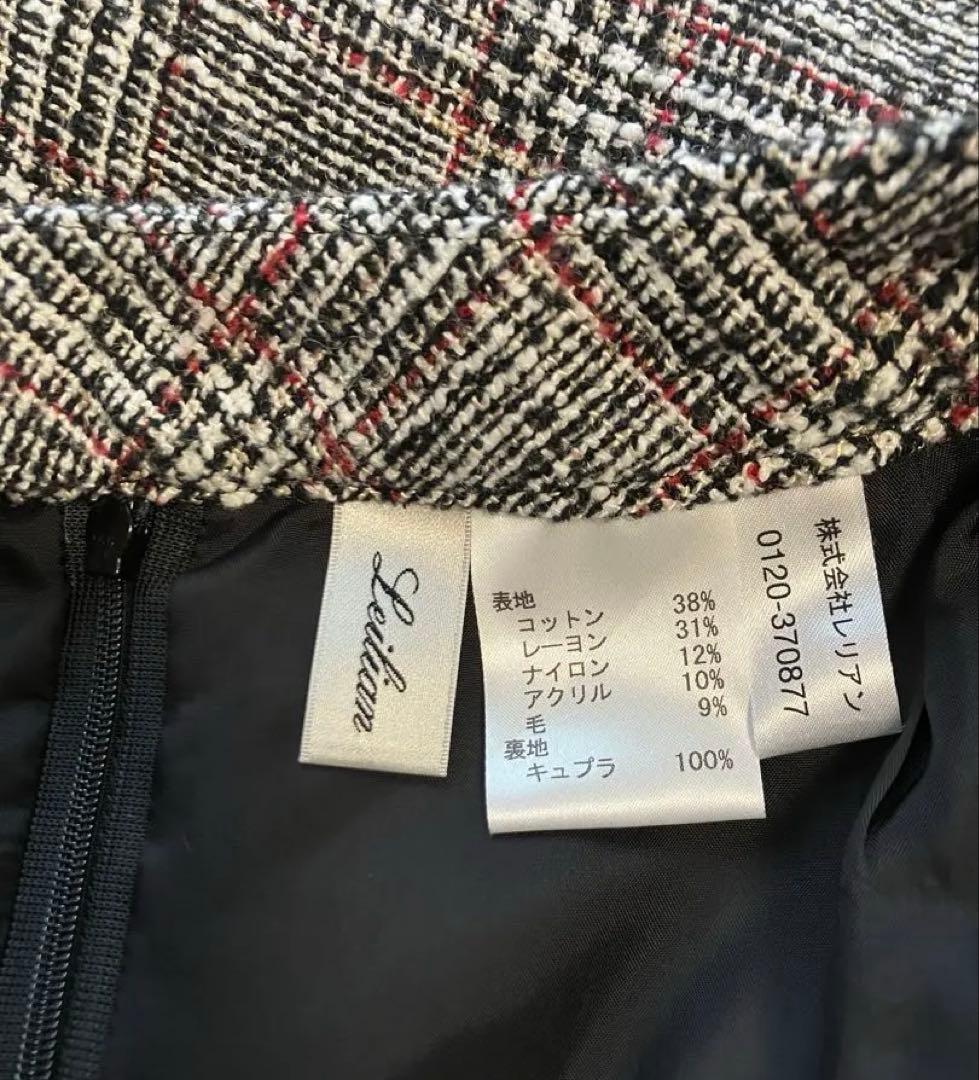 Leilian
表地
コットン 38%
レーヨン 31%
ナイロン 12%
アクリル 10%
毛 9%
裏地
キュプラ 100%
株式会社レリアン
0120-370877